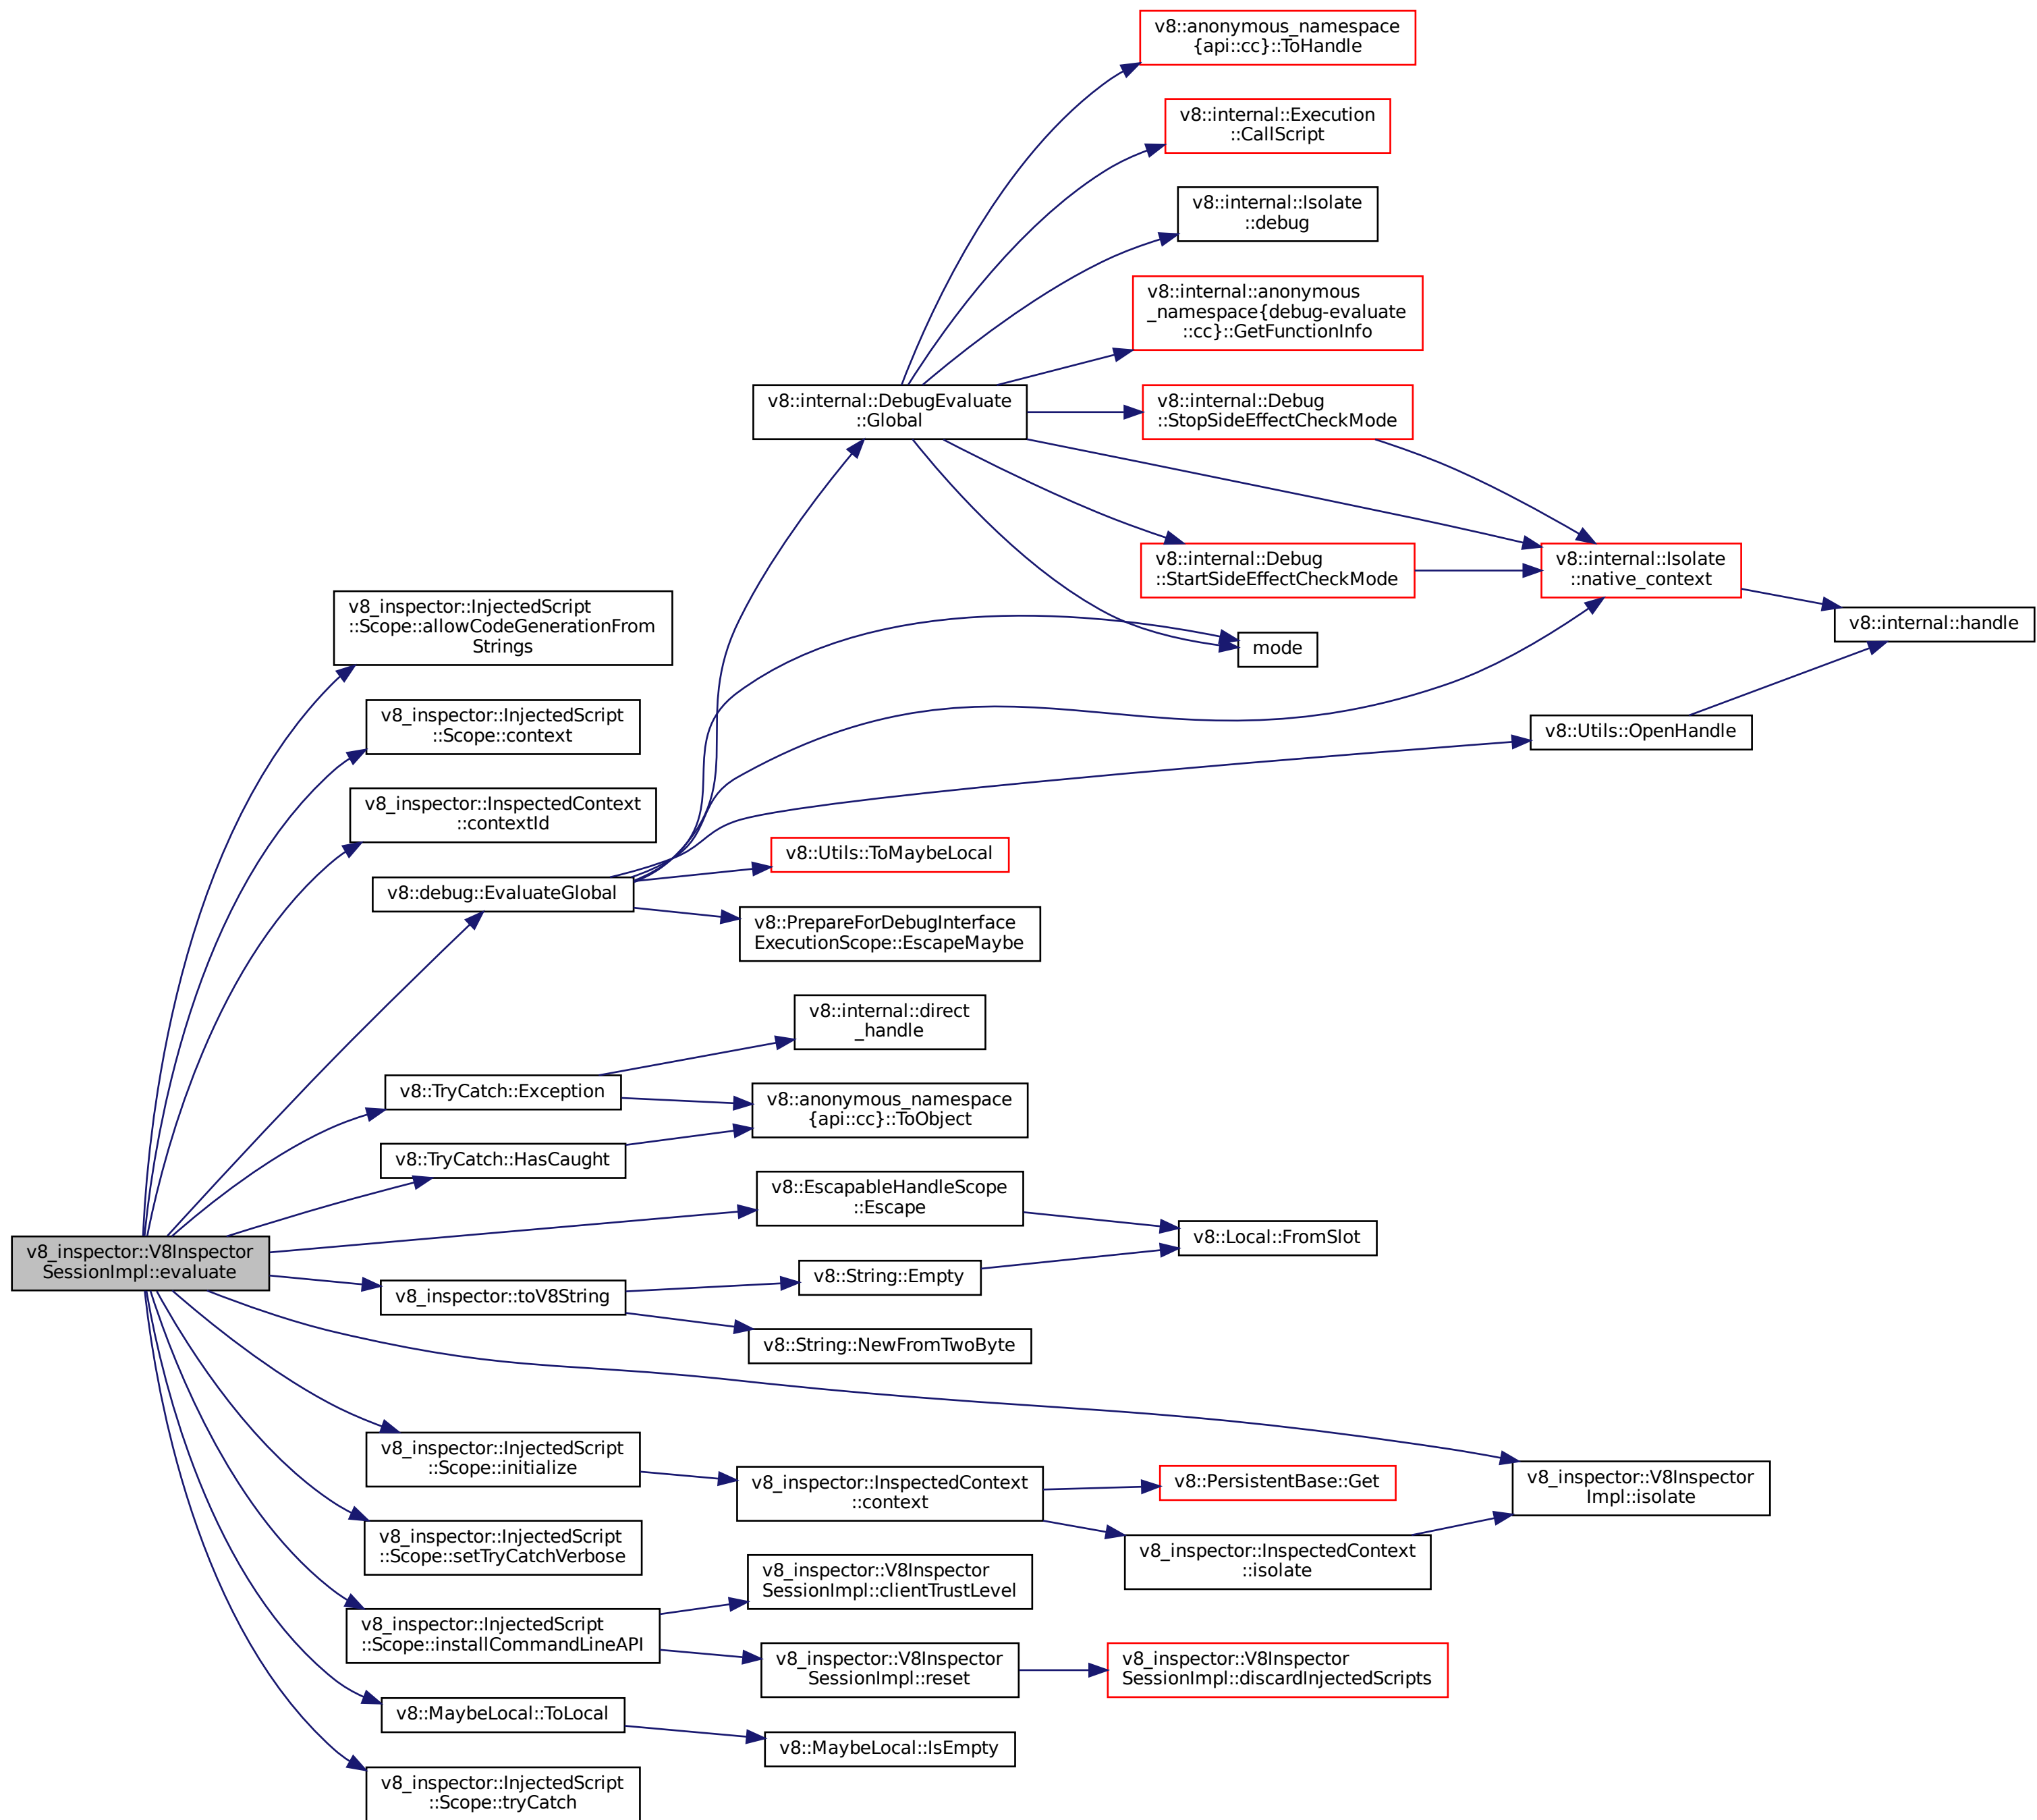 v8::anonymous_namespace
{api::cc}::ToHandle
v8::internal::Execution
::CallScript
v8::internal::Isolate
::debug
v8::internal::anonymous
_namespace{debug-evaluate
::cc}::GetFunctionInfo
v8::internal::DebugEvaluate
::Global
v8::internal::Debug
::StopSideEffectCheckMode
v8::internal::Debug
::StartSideEffectCheckMode
v8::internal::Isolate
::native_context
v8::internal::handle
mode
v8::Utils::OpenHandle
v8_inspector::InjectedScript
::Scope::allowCodeGenerationFrom
Strings
v8_inspector::InjectedScript
::Scope::context
v8_inspector::InspectedContext
::contextId
v8::debug::EvaluateGlobal
v8::Utils::ToMaybeLocal
v8::PrepareForDebugInterface
ExecutionScope::EscapeMaybe
v8::internal::direct
_handle
v8::TryCatch::Exception
v8::anonymous_namespace
{api::cc}::ToObject
v8::TryCatch::HasCaught
v8::EscapableHandleScope
::Escape
v8::Local::FromSlot
v8_inspector::V8Inspector
SessionImpl::evaluate
v8::String::Empty
v8_inspector::toV8String
v8::String::NewFromTwoByte
v8_inspector::InjectedScript
::Scope::initialize
v8_inspector::InspectedContext
::context
v8::PersistentBase::Get
v8_inspector::V8Inspector
Impl::isolate
v8_inspector::InspectedContext
::isolate
v8_inspector::InjectedScript
::Scope::setTryCatchVerbose
v8_inspector::V8Inspector
SessionImpl::clientTrustLevel
v8_inspector::InjectedScript
::Scope::installCommandLineAPI
v8_inspector::V8Inspector
SessionImpl::reset
v8_inspector::V8Inspector
SessionImpl::discardInjectedScripts
v8::MaybeLocal::ToLocal
v8::MaybeLocal::IsEmpty
v8_inspector::InjectedScript
::Scope::tryCatch